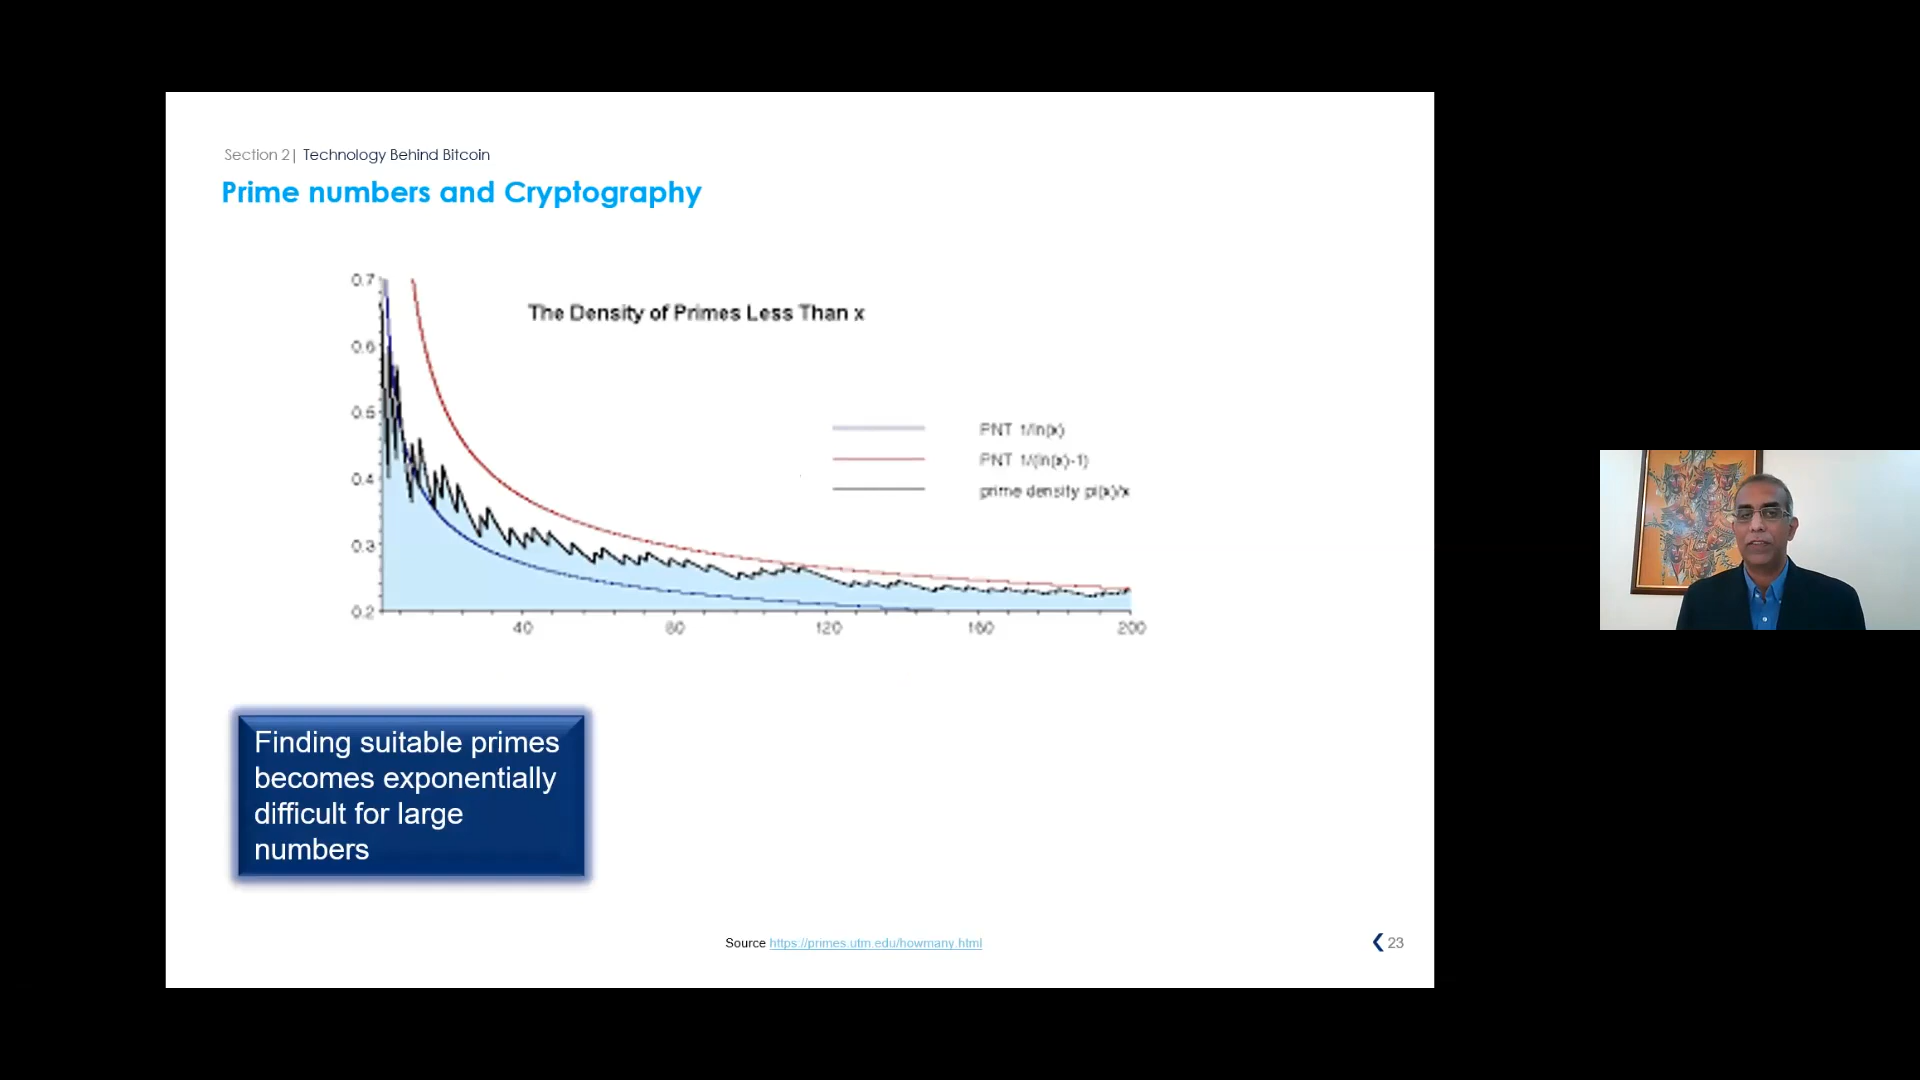 Section 2| Technology Behind Bitcoin
Prime numbers and Cryptography
The Density of Primes Less Than x
0.7
0.6
0.5
0.4
0.3
0.2
40
80
120
160
200
PNT 1/ln(x)
PNT 1/(ln(x)-1)
prime density pi(x)/x
Finding suitable primes
becomes exponentially
difficult for large
numbers
Source https://primes.utm.edu/howmany.html
23